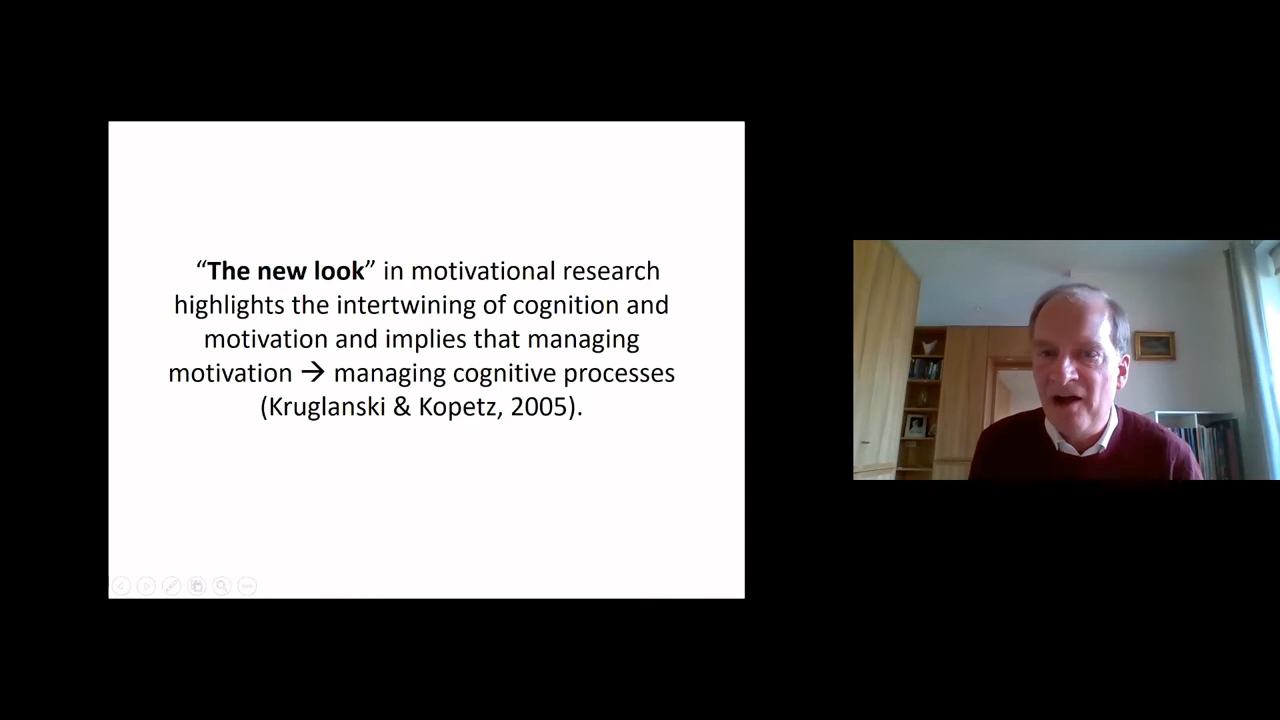 “The new look” in motivational research
highlights the intertwining of cognition and
motivation and implies that managing
motivation → managing cognitive processes
(Kruglanski & Kopetz, 2005).